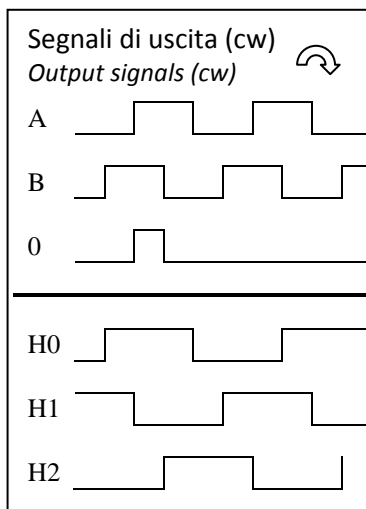 Segnali di uscita (cw)
Output signals (cw)
A
B
0
H0
H1
H2